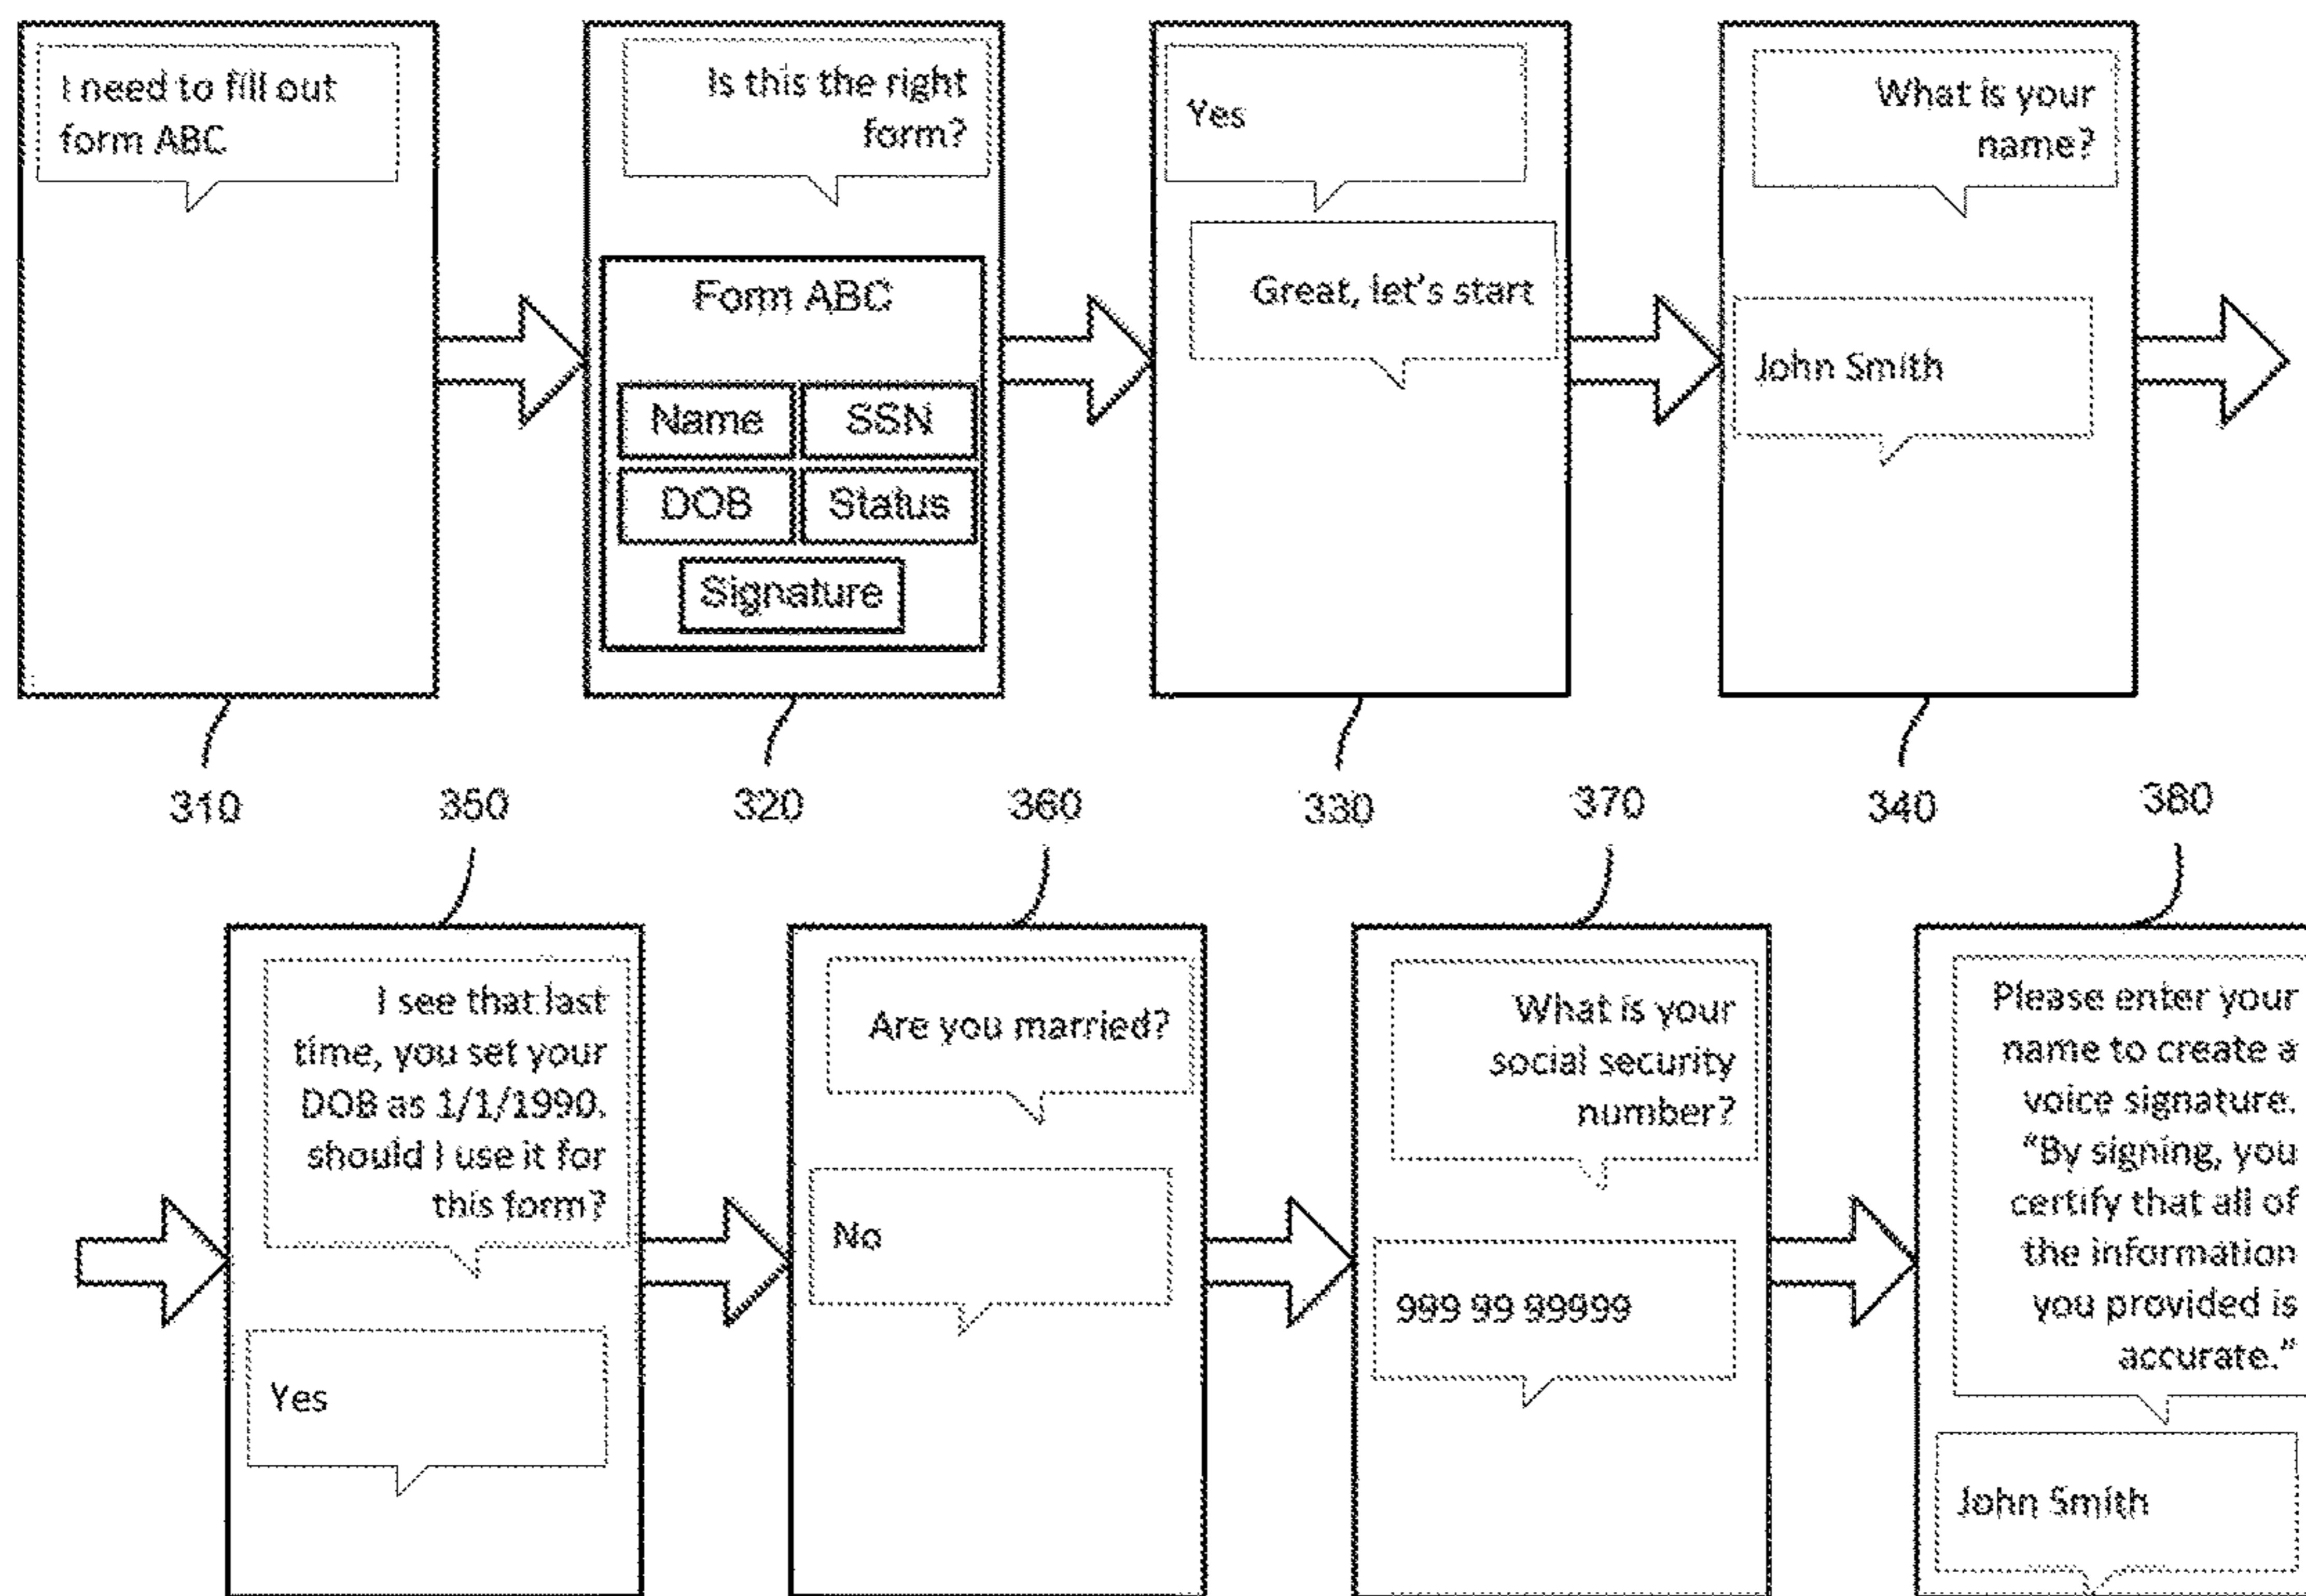 I need to fill out
form ABC
Is this the right
form?
Form ABC
Name
SSN
DOB
Status
Signature
Yes
Great, let's start
What is your
name?
John Smith
310
350
320
360
330
370
340
380
I see that last
time, you set your
DOB as 1/1/1990.
should I use it for
this form?
Yes
Are you married?
No
What is your
social security
number?
999 99 99999
Please enter your
name to create a
voice signature.
"By signing, you
certify that all of
the information
you provided is
accurate."
John Smith